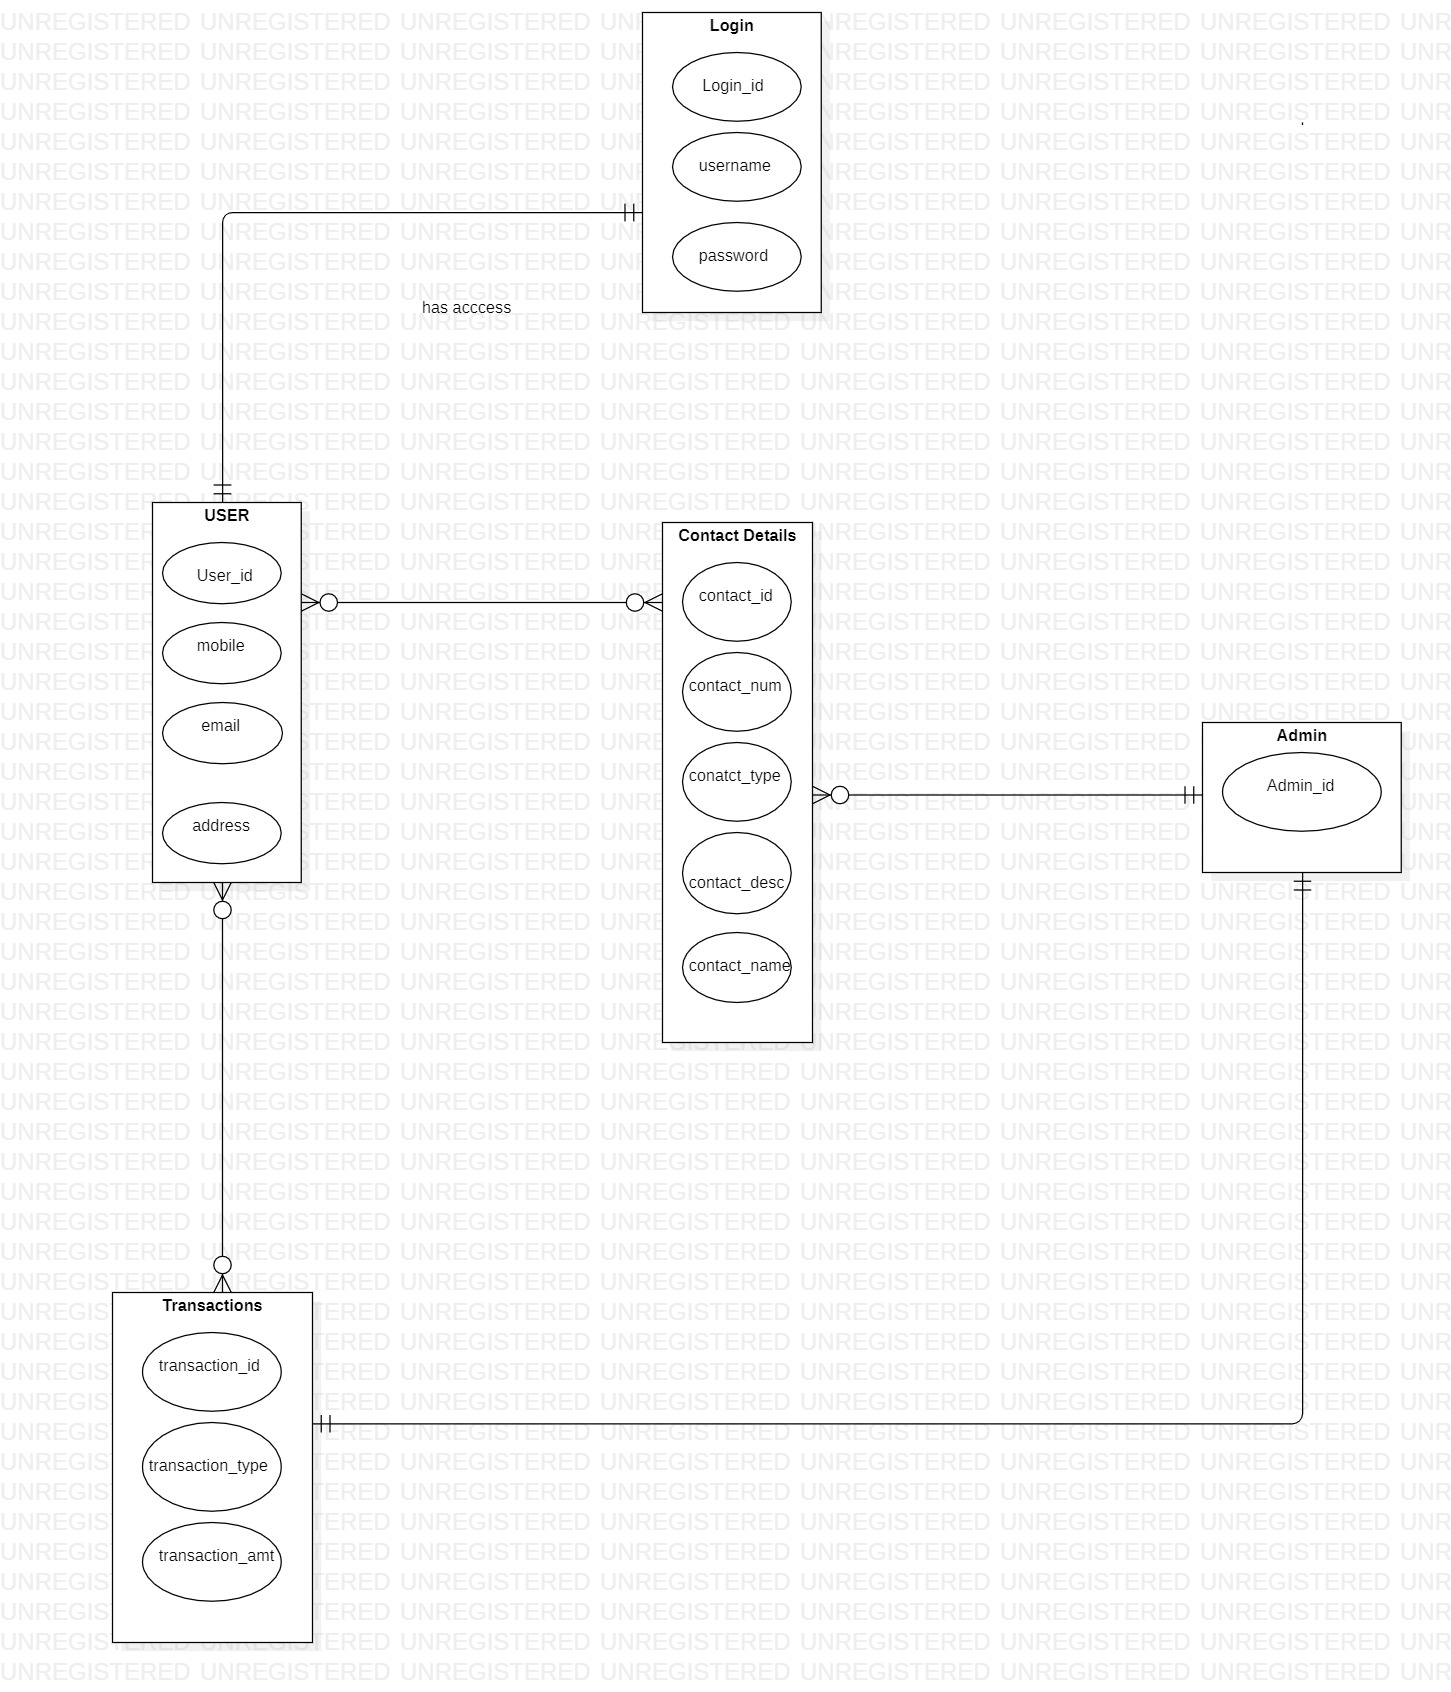 Login
Login_id
username
password
has acccess
USER
User_id
mobile
email
address
Contact Details
contact_id
contact_num
conatct_type
contact_desc
contact_name
Admin
Admin_id
Transactions
transaction_id
transaction_type
transaction_amt
UNREGISTERED